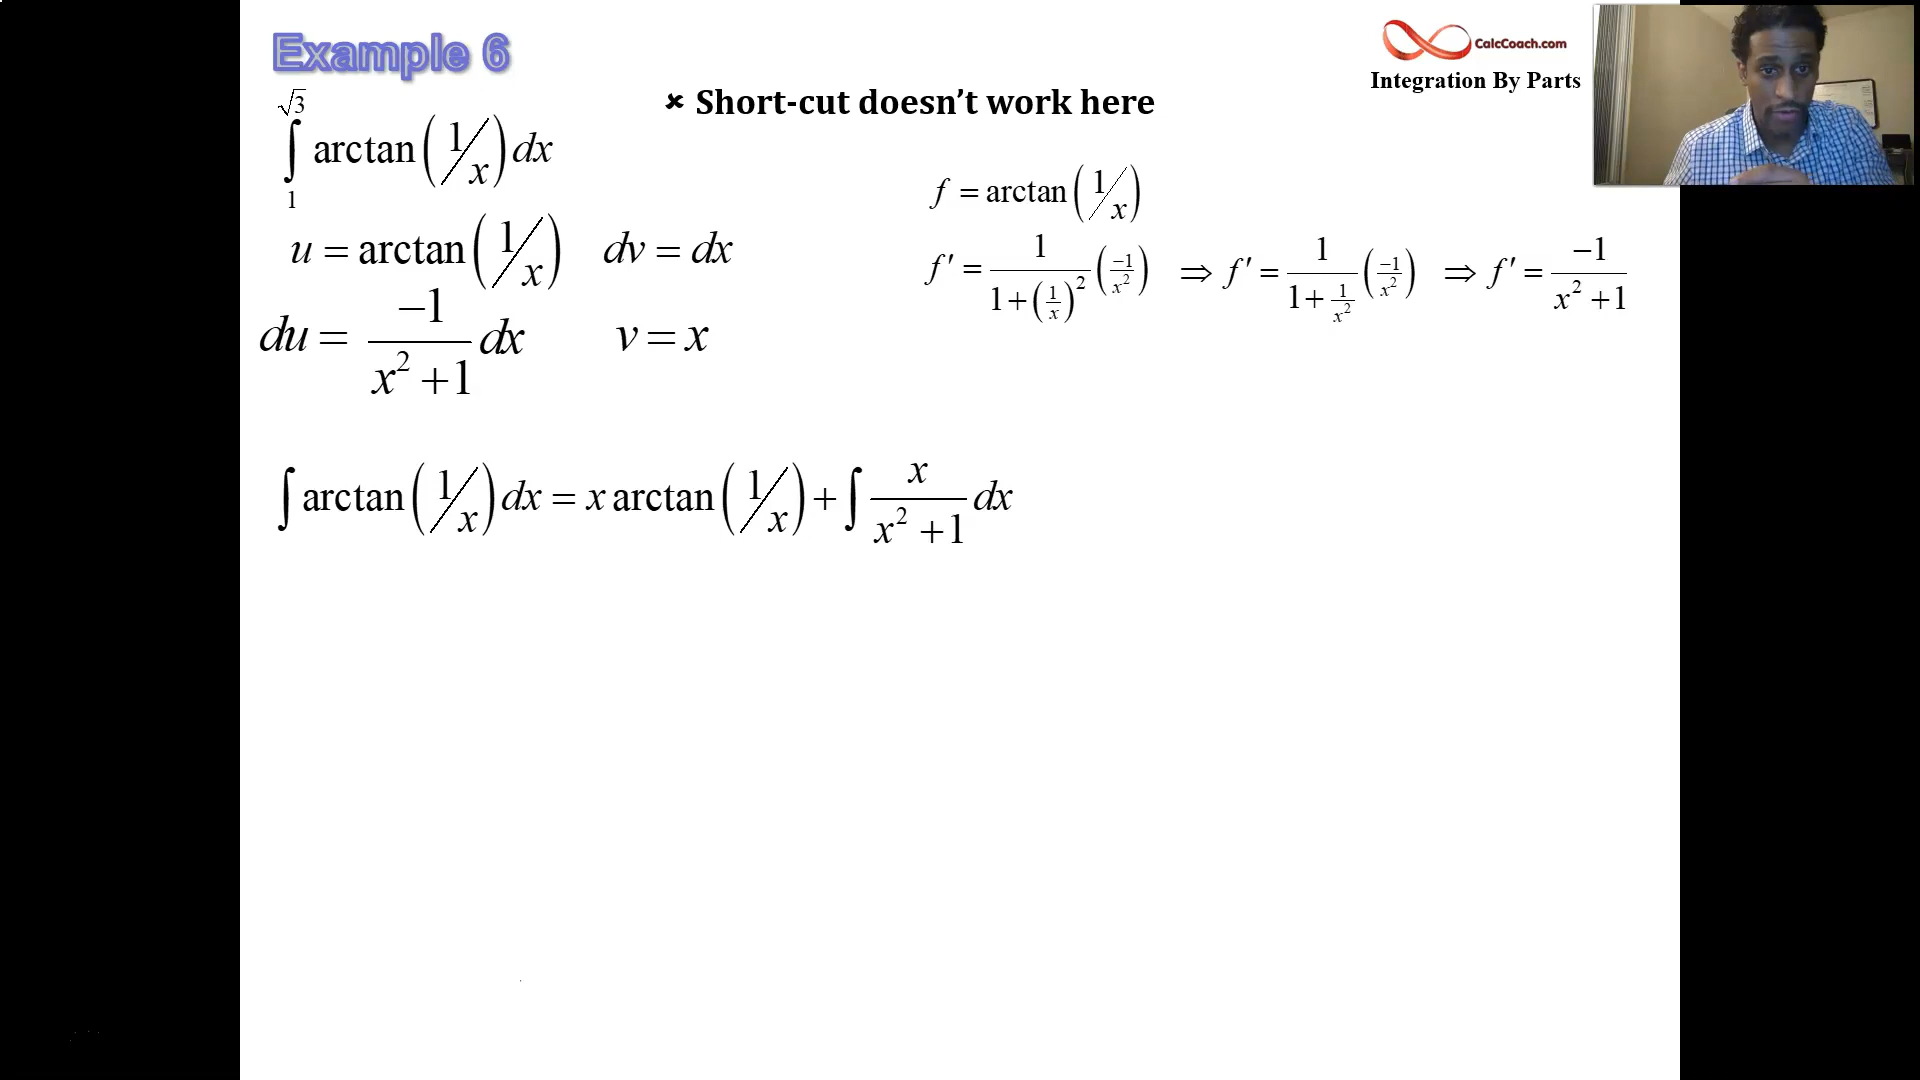 Example 6
CalcCoach.com
Integration By Parts
× Short-cut doesn't work here
∫₁^√3 arctan(1/x) dx
u = arctan(1/x) dv = dx
du = -1/(x² + 1) dx v = x
f = arctan(1/x)
f′ = 1/(1 + (1/x)²) (-1/x²) ⇒ f′ = 1/(1 + 1/x²) (-1/x²) ⇒ f′ = -1/(x² + 1)
∫ arctan(1/x) dx = x arctan(1/x) + ∫ x/(x² + 1) dx